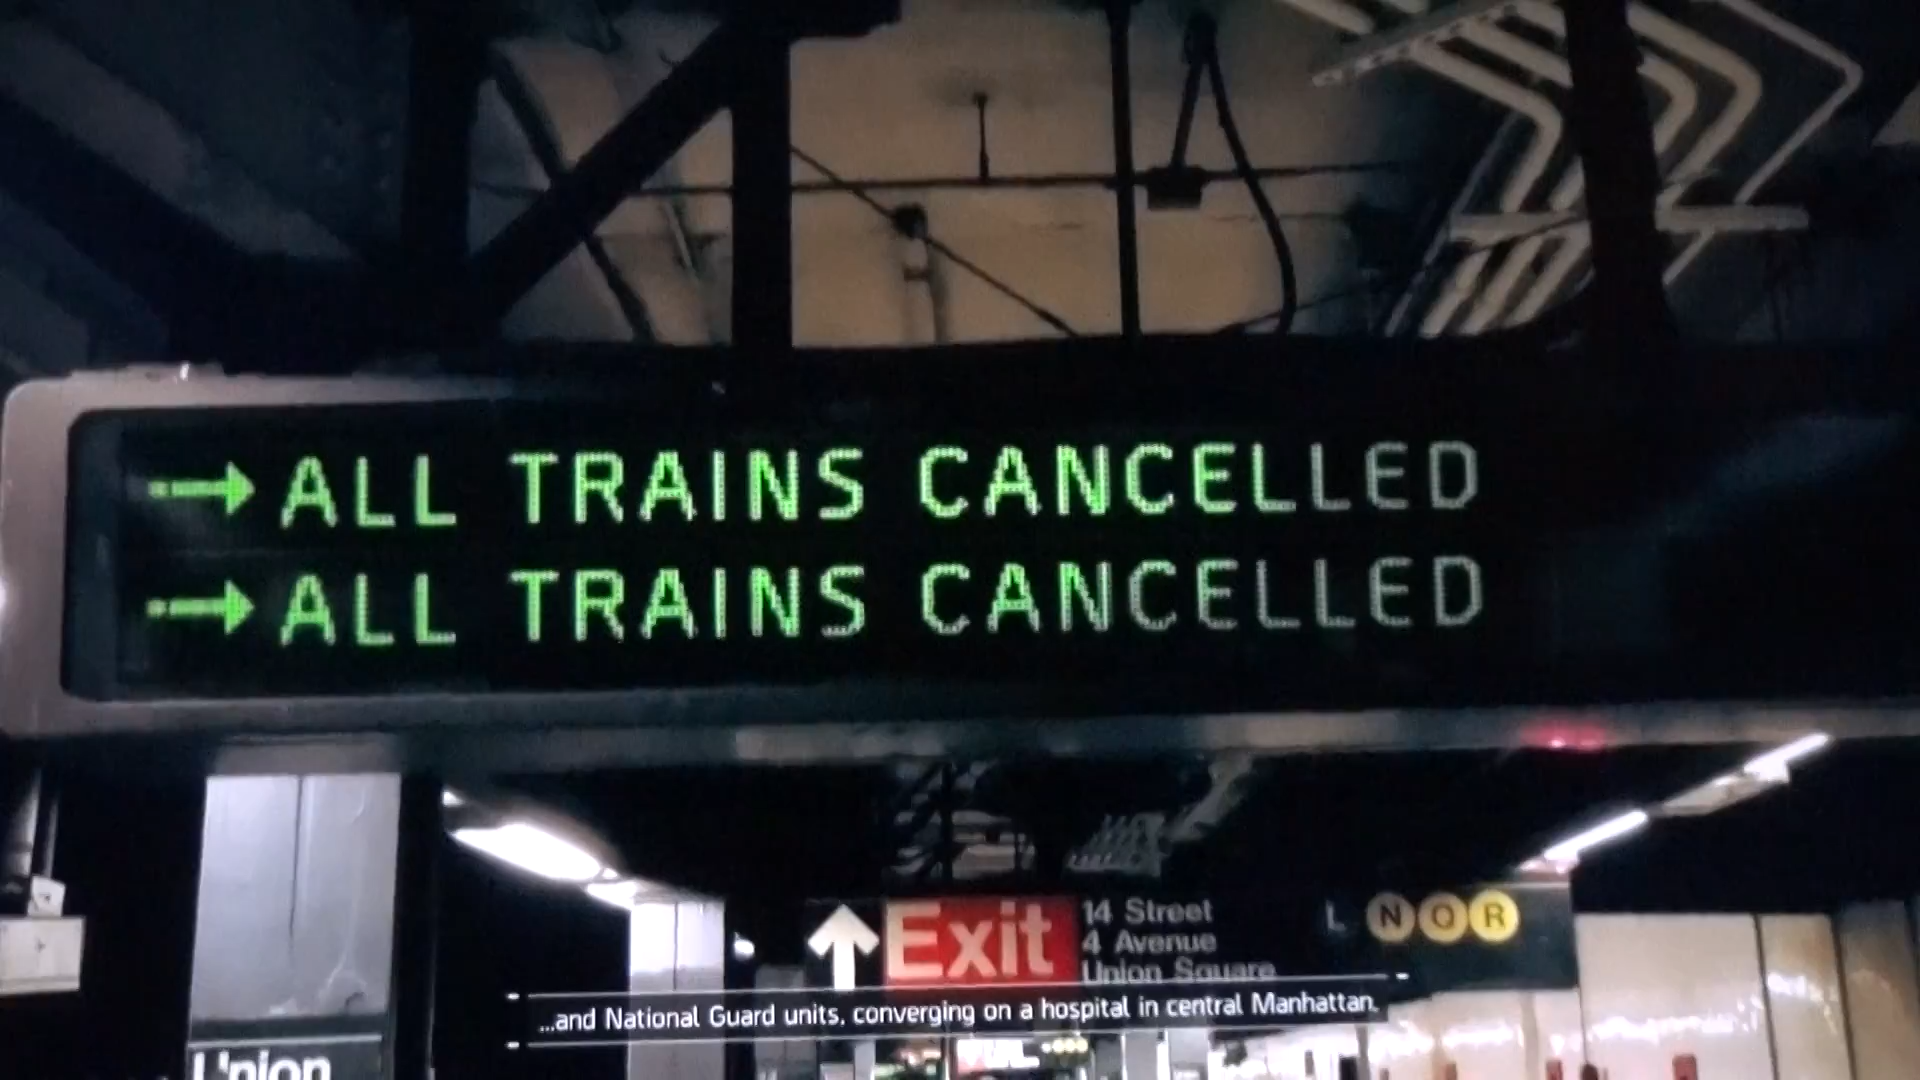 ALL TRAINS CANCELLED
ALL TRAINS CANCELLED
Exit
14 Street
4 Avenue
Union Square
L N Q R
...and National Guard units, converging on a hospital in central Manhattan.
Union